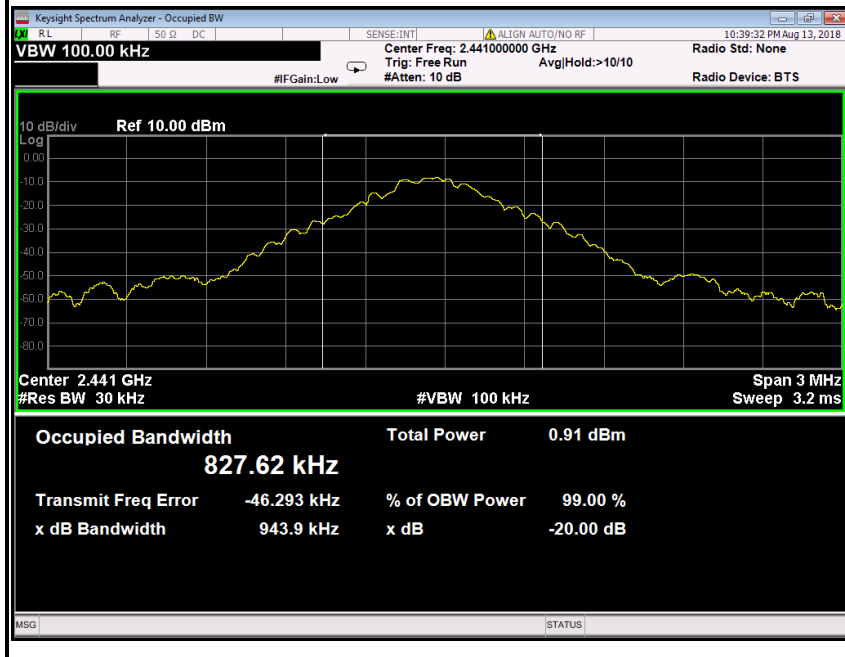 Keysight Spectrum Analyzer - Occupied BW
LXI RL RF 50 Ω DC SENSE:INT ALIGN AUTO/NO RF 10:39:32 PM Aug 13, 2018
VBW 100.00 kHz Center Freq: 2.441000000 GHz Radio Std: None
Trig: Free Run Avg|Hold:>10/10
#IFGain:Low #Atten: 10 dB Radio Device: BTS
10 dB/div Ref 10.00 dBm
Log
0.00
-10.0
-20.0
-30.0
-40.0
-50.0
-60.0
-70.0
-80.0
Center 2.441 GHz Span 3 MHz
#Res BW 30 kHz #VBW 100 kHz Sweep 3.2 ms
Occupied Bandwidth Total Power 0.91 dBm
827.62 kHz
Transmit Freq Error -46.293 kHz % of OBW Power 99.00 %
x dB Bandwidth 943.9 kHz x dB -20.00 dB
MSG STATUS